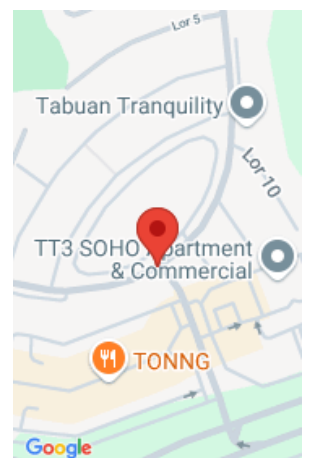 Lor 5
Tabuan Tranquility
Lor 10
TT3 SOHO Apartment
& Commercial
TONNG
Google